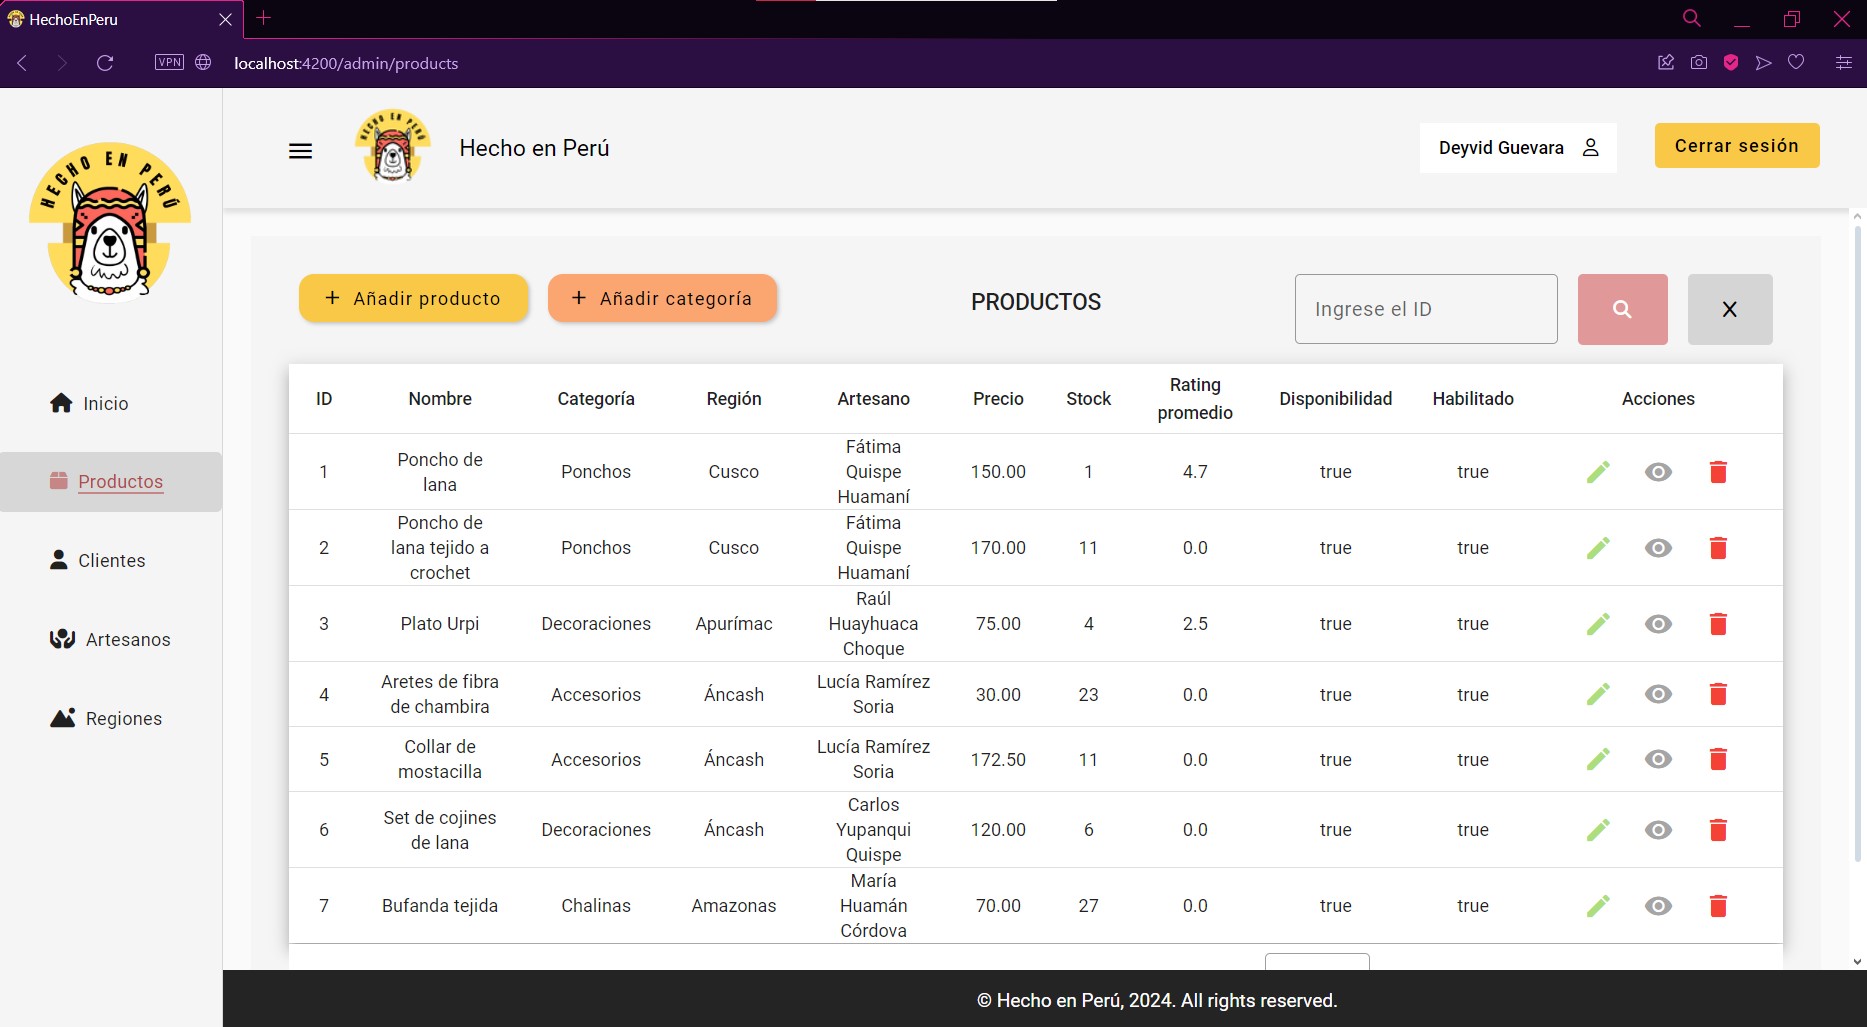 HechoEnPeru
VPN
localhost:4200/admin/products
HECHO EN PERÚ
Inicio
Productos
Clientes
Artesanos
Regiones
HECHO EN PERÚ
Hecho en Perú
Deyvid Guevara
Cerrar sesión
+ Añadir producto
+ Añadir categoría
PRODUCTOS
Ingrese el ID
X
ID Nombre Categoría Región Artesano Precio Stock Rating promedio Disponibilidad Habilitado Acciones
1 Poncho de lana Ponchos Cusco Fátima Quispe Huamaní 150.00 1 4.7 true true
2 Poncho de lana tejido a crochet Ponchos Cusco Fátima Quispe Huamaní 170.00 11 0.0 true true
3 Plato Urpi Decoraciones Apurímac Raúl Huayhuaca Choque 75.00 4 2.5 true true
4 Aretes de fibra de chambira Accesorios Áncash Lucía Ramírez Soria 30.00 23 0.0 true true
5 Collar de mostacilla Accesorios Áncash Lucía Ramírez Soria 172.50 11 0.0 true true
6 Set de cojines de lana Decoraciones Áncash Carlos Yupanqui Quispe 120.00 6 0.0 true true
7 Bufanda tejida Chalinas Amazonas María Huamán Córdova 70.00 27 0.0 true true
© Hecho en Perú, 2024. All rights reserved.